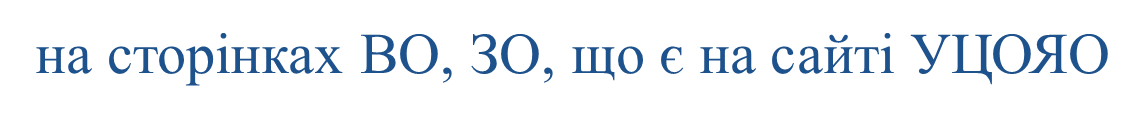 на сторінках ВО, ЗО, що є на сайті УЦОЯО